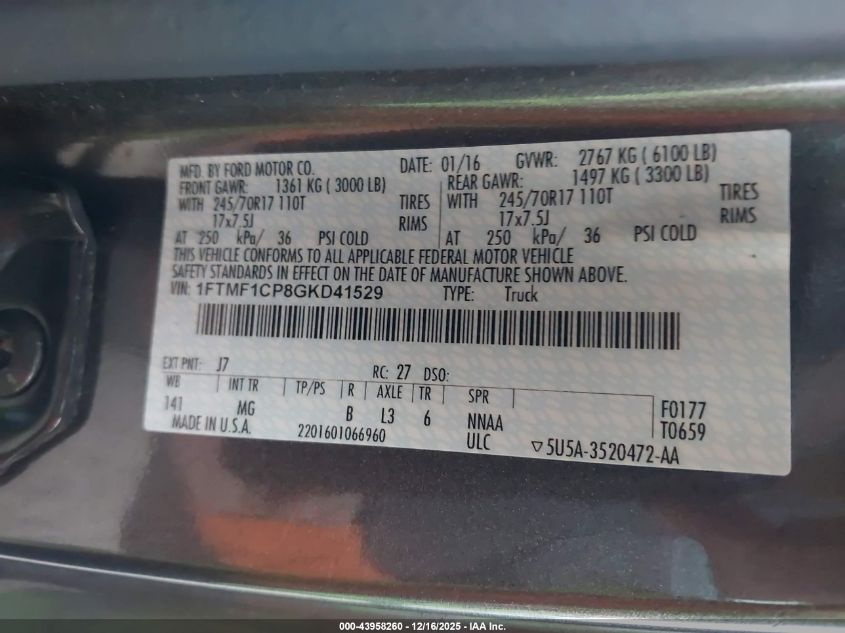 MFD. BY FORD MOTOR CO. DATE: 01/16 GVWR: 2767 KG ( 6100 LB)
FRONT GAWR: 1361 KG ( 3000 LB) REAR GAWR: 1497 KG ( 3300 LB)
WITH 245/70R17 110T TIRES WITH 245/70R17 110T TIRES
17x7.5J RIMS 17x7.5J RIMS
AT 250 kPa/ 36 PSI COLD AT 250 kPa/ 36 PSI COLD
THIS VEHICLE CONFORMS TO ALL APPLICABLE FEDERAL MOTOR VEHICLE
SAFETY STANDARDS IN EFFECT ON THE DATE OF MANUFACTURE SHOWN ABOVE.
VIN: 1FTMF1CP8GKD41529 TYPE: Truck
EXT PNT: J7 RC: 27 DSO:
WB INT TR TP/PS R AXLE TR SPR
141 MG B L3 6 NNAA F0177
MADE IN U.S.A. 2201601066960 ULC T0659
▽5U5A-3520472-AA
000-43958260 - 12/16/2025 - IAA Inc.